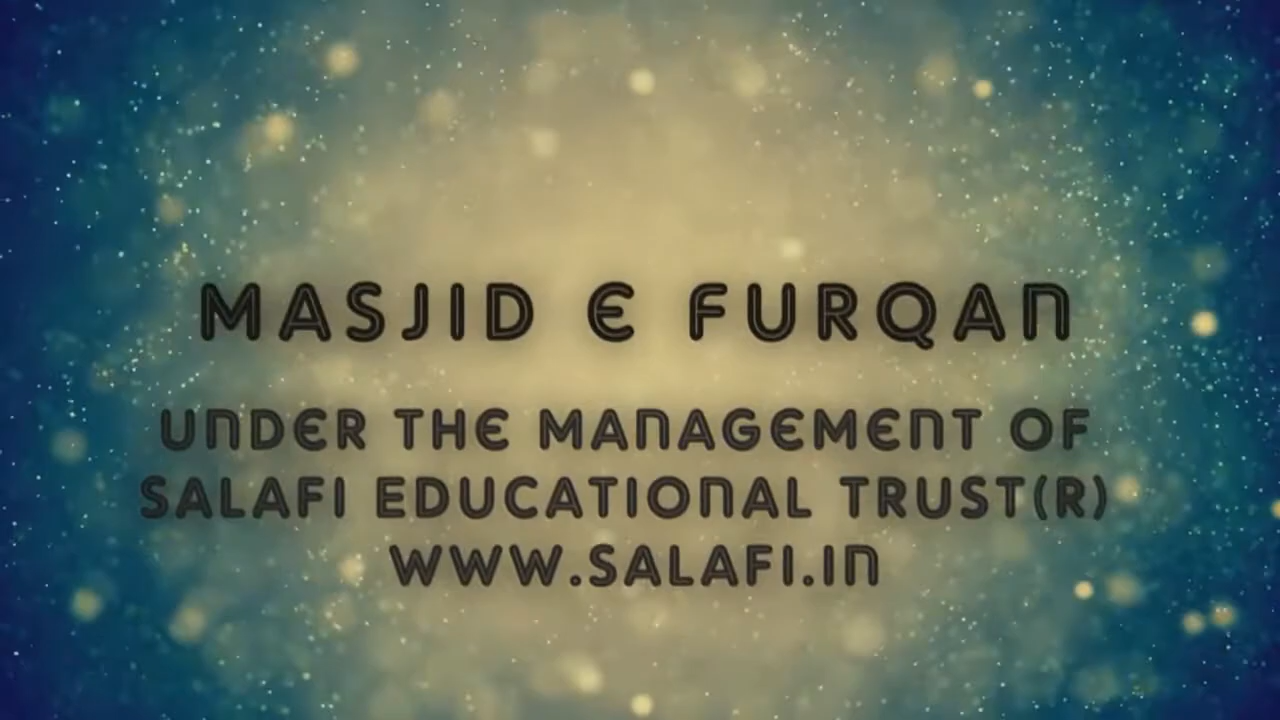 MASJID E FURQAN
UNDER THE MANAGEMENT OF
SALAFI EDUCATIONAL TRUST(R)
WWW.SALAFI.IN